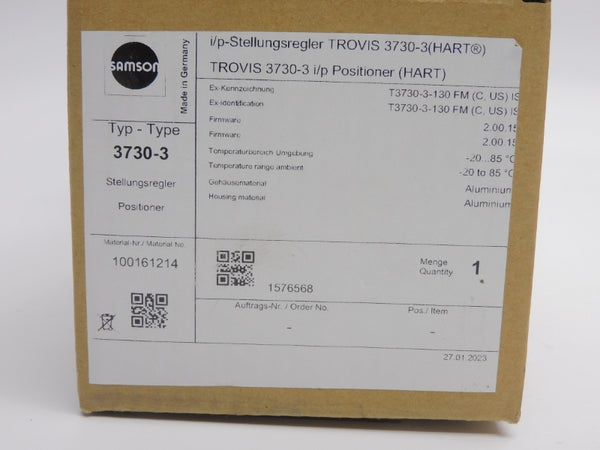 SAMSON
Made in Germany
Typ - Type
3730-3
Stellungsregler
Positioner
Material-Nr./ Material No.
100161214
i/p-Stellungsregler TROVIS 3730-3(HART®)
TROVIS 3730-3 i/p Positioner (HART)
Ex-Kennzeichnung T3730-3-130 FM (C, US) IS
Ex-identification T3730-3-130 FM (C, US) IS
Firmware 2.00.15
Firmware 2.00.15
Temperaturbereich Umgebung -20...85 °C
Temperature range ambient -20 to 85 °C
Gehäusematerial Aluminium
Housing material Aluminium
1576568
Menge
Quantity 1
Auftrags-Nr. / Order No. Pos./ Item
- -
27.01.2023